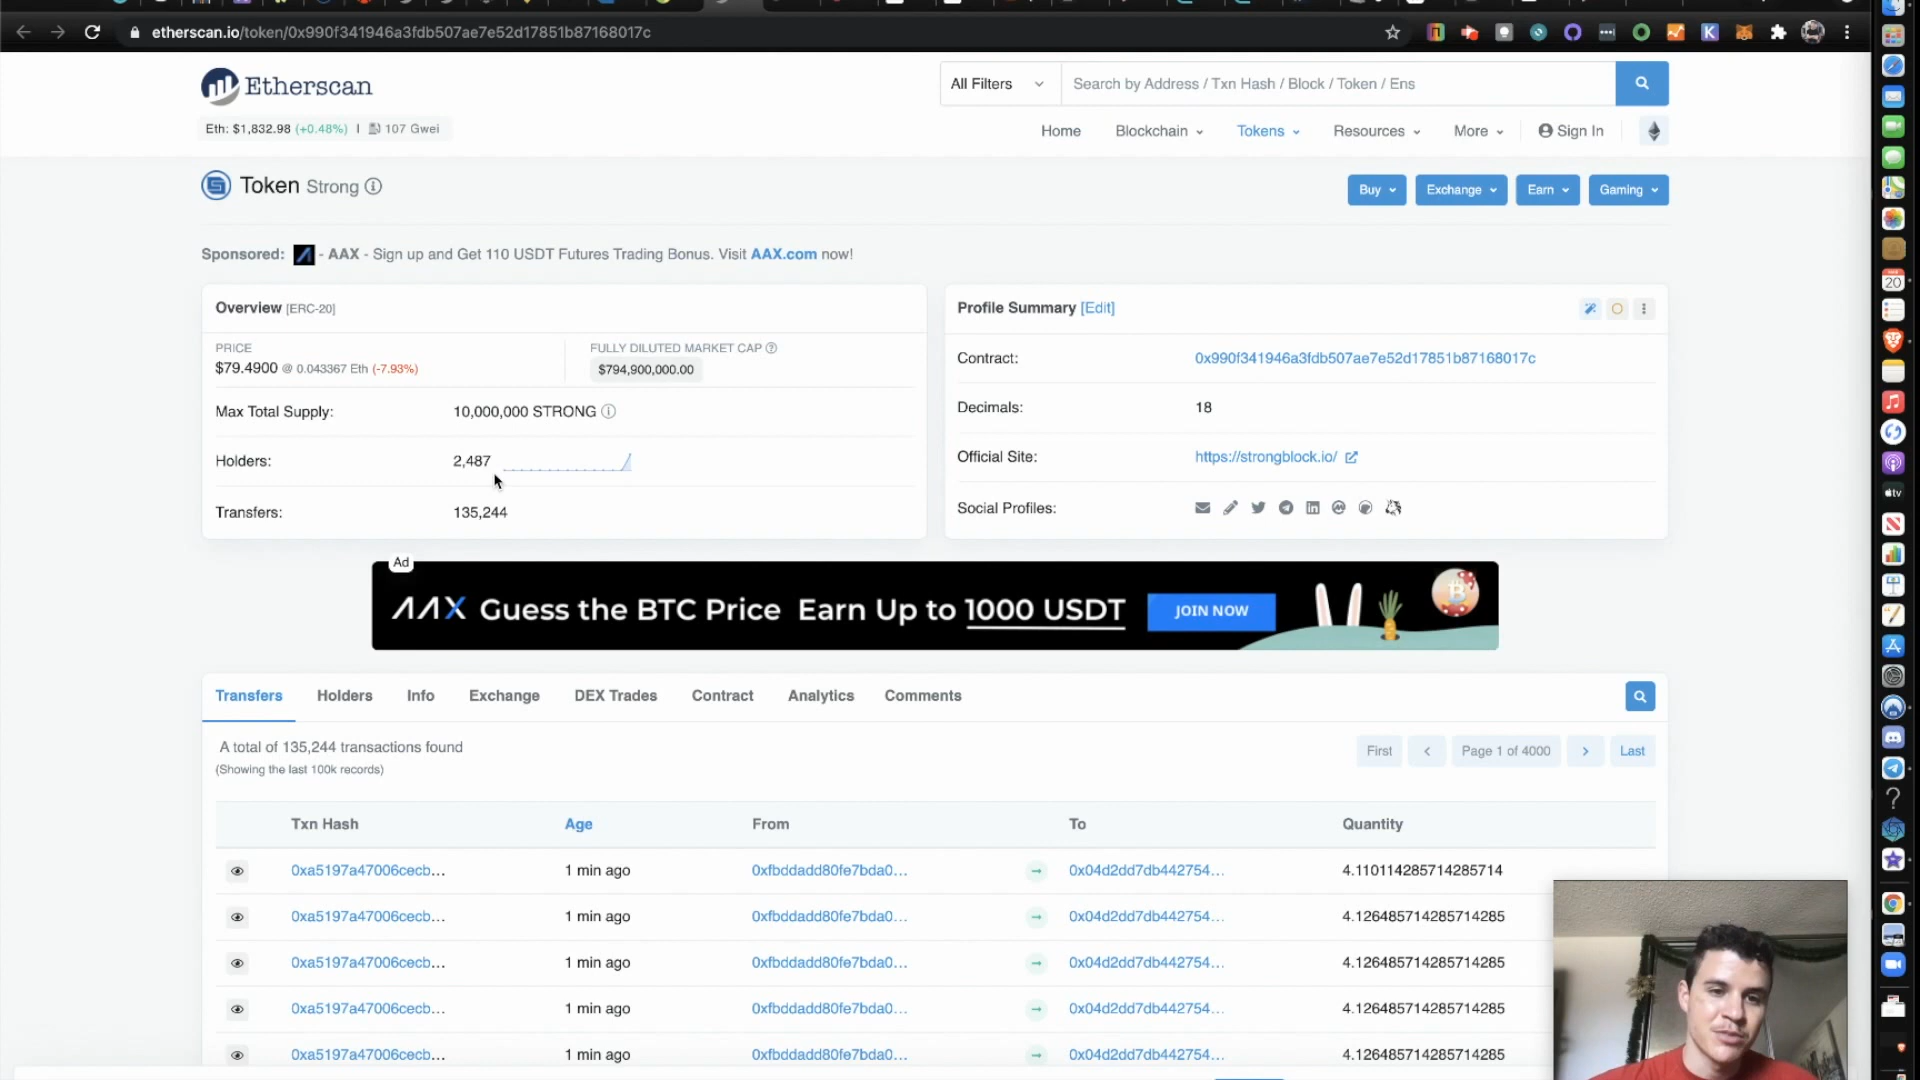 etherscan.io/token/0x990f341946a3fdb507ae7e52d17851b87168017c
Etherscan
All Filters
Search by Address / Txn Hash / Block / Token / Ens
Eth: $1,832.98 (+0.48%) | 107 Gwei
Home Blockchain Tokens Resources More Sign In
Token Strong
Buy Exchange Earn Gaming
Sponsored: - AAX - Sign up and Get 110 USDT Futures Trading Bonus. Visit AAX.com now!
Overview [ERC-20]
PRICE
$79.4900 @ 0.043367 Eth (-7.93%)
FULLY DILUTED MARKET CAP
$794,900,000.00
Max Total Supply: 10,000,000 STRONG
Holders: 2,487
Transfers: 135,244
Profile Summary [Edit]
Contract: 0x990f341946a3fdb507ae7e52d17851b87168017c
Decimals: 18
Official Site: https://strongblock.io/
Social Profiles:
Ad
AAX Guess the BTC Price Earn Up to 1000 USDT JOIN NOW
Transfers Holders Info Exchange DEX Trades Contract Analytics Comments
A total of 135,244 transactions found
(Showing the last 100k records)
First Page 1 of 4000 Last
Txn Hash Age From To Quantity
0xa5197a47006cecb... 1 min ago 0xfbddadd80fe7bda0... 0x04d2dd7db442754... 4.110114285714285714
0xa5197a47006cecb... 1 min ago 0xfbddadd80fe7bda0... 0x04d2dd7db442754... 4.126485714285714285
0xa5197a47006cecb... 1 min ago 0xfbddadd80fe7bda0... 0x04d2dd7db442754... 4.126485714285714285
0xa5197a47006cecb... 1 min ago 0xfbddadd80fe7bda0... 0x04d2dd7db442754... 4.126485714285714285
0xa5197a47006cecb... 1 min ago 0xfbddadd80fe7bda0... 0x04d2dd7db442754... 4.126485714285714285
20
tv